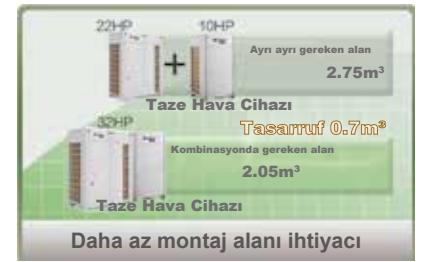 22HP 10HP
Ayrı ayrı gereken alan
2.75m³
Taze Hava Cihazı
32HP
Tasarruf 0.7m³
Kombinasyonda gereken alan
2.05m³
Taze Hava Cihazı
Daha az montaj alanı ihtiyacı